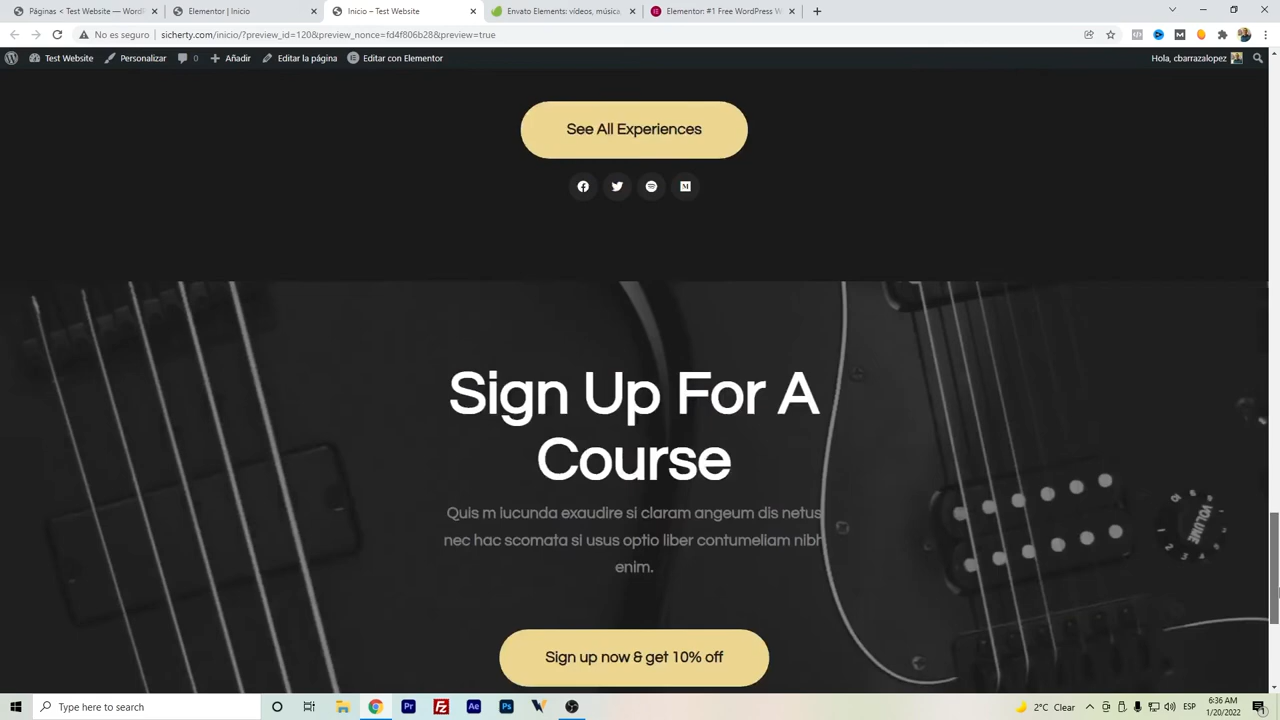 Páginas < Test Website — WordP
Elementor | Inicio
Inicio – Test Website
Envato Elements: vídeos, música,
Elementor: #1 Free WordPress W
No es seguro
sicherty.com/inicio/?preview_id=120&preview_nonce=fd4f806b28&preview=true
Test Website
Personalizar
0
Añadir
Editar la página
Editar con Elementor
Hola, cbarrazalopez
See All Experiences
Sign Up For A
Course
Quis m iucunda exaudire si claram angeum dis netus
nec hac scomata si usus optio liber contumeliam nibh
enim.
VOLUME
Sign up now & get 10% off
Type here to search
2°C Clear
ESP
6:36 AM
1/20/2022